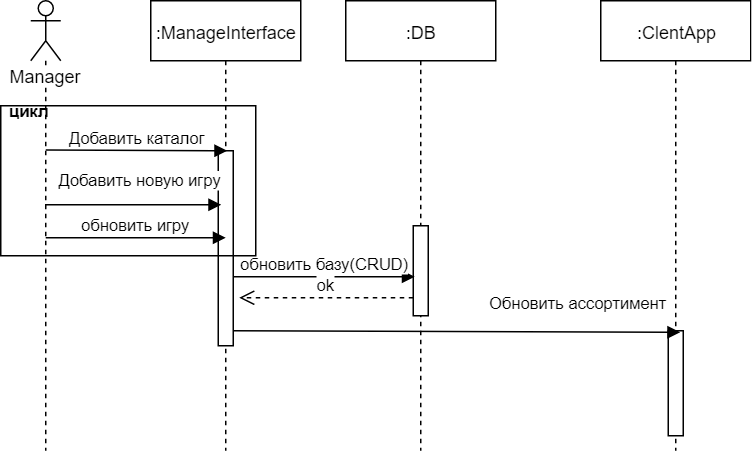 :ManageInterface
:DB
:ClentApp
Manager
цикл
Добавить каталог
Добавить новую игру
обновить игру
обновить базу(CRUD)
ok
Обновить ассортимент